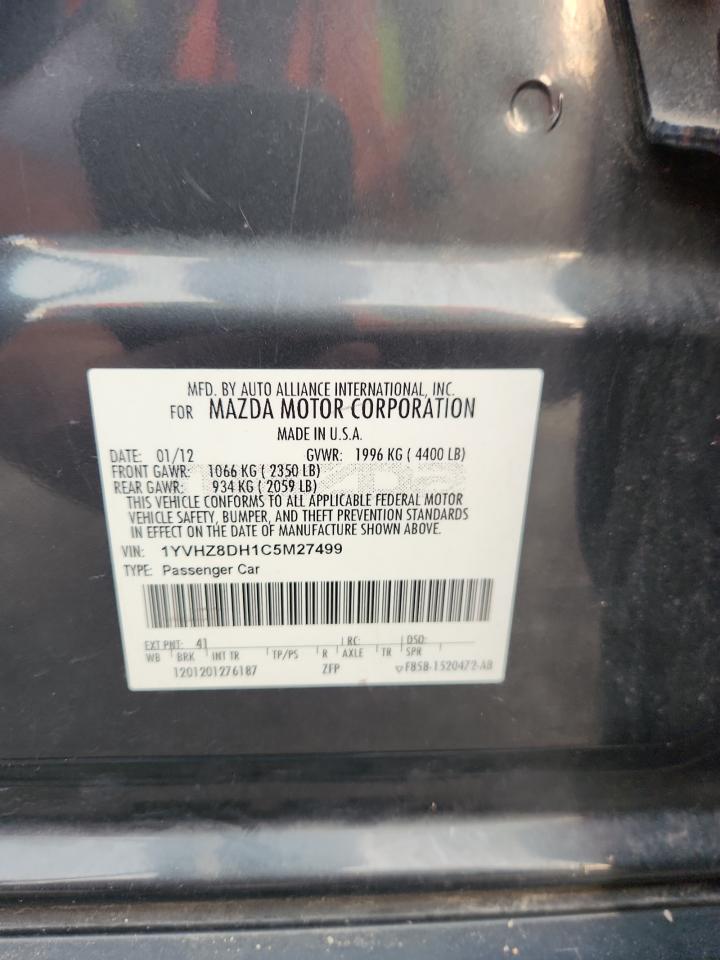 MFD. BY AUTO ALLIANCE INTERNATIONAL, INC.
FOR MAZDA MOTOR CORPORATION
MADE IN U.S.A.
DATE: 01/12 GVWR: 1996 KG ( 4400 LB)
FRONT GAWR: 1066 KG ( 2350 LB)
REAR GAWR: 934 KG ( 2059 LB)
THIS VEHICLE CONFORMS TO ALL APPLICABLE FEDERAL MOTOR
VEHICLE SAFETY, BUMPER, AND THEFT PREVENTION STANDARDS
IN EFFECT ON THE DATE OF MANUFACTURE SHOWN ABOVE.
VIN: 1YVHZ8DH1C5M27499
TYPE: Passenger Car
EXT PNT: 41 RC: DSO:
WB BRK INT TR TP/PS R AXLE TR SPR
1201201276187 ZFP F85B-1520472-AB